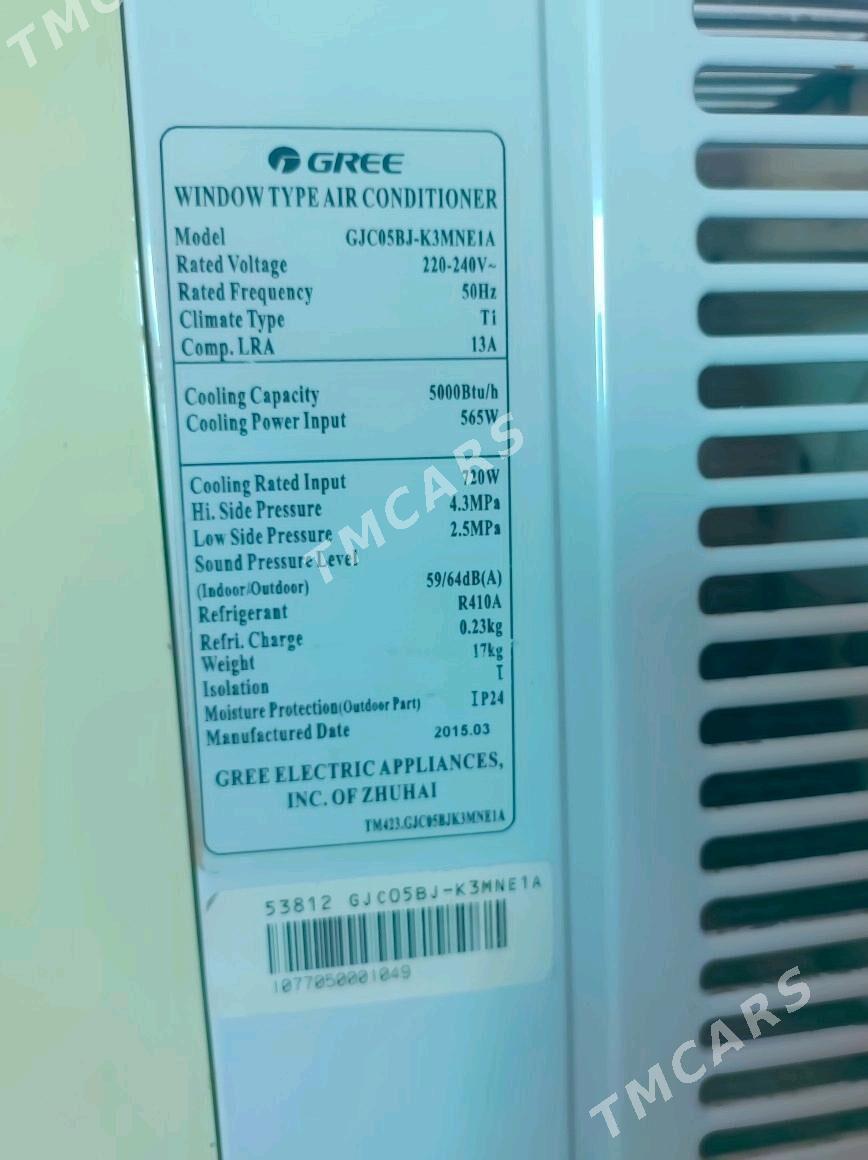 TMCARS
GREE
WINDOW TYPE AIR CONDITIONER
Model GJC05BJ-K3MNE1A
Rated Voltage 220-240V~
Rated Frequency 50Hz
Climate Type Ti
Comp. LRA 13A
Cooling Capacity 5000Btu/h
Cooling Power Input 565W
TMCARS
Cooling Rated Input 720W
Hi. Side Pressure 4.3MPa
Low Side Pressure 2.5MPa
Sound Pressure Level
(Indoor/Outdoor) 59/64dB(A)
Refrigerant R410A
Refri. Charge 0.23kg
Weight 17kg
Isolation I
Moisture Protection(Outdoor Part) IP24
Manufactured Date 2015.03
GREE ELECTRIC APPLIANCES,
INC. OF ZHUHAI
TM423.GJC05BJK3MNE1A
53812 GJC05BJ-K3MNE1A
1077050001049
TMCARS